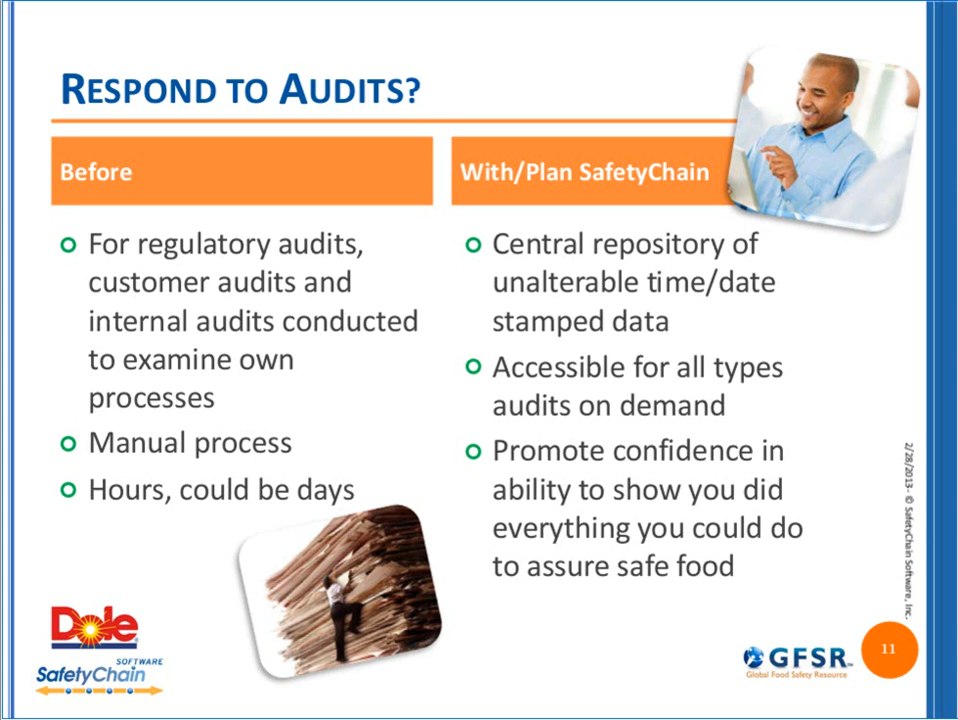 RESPOND TO AUDITS?
Before
For regulatory audits,
customer audits and
internal audits conducted
to examine own
processes
Manual process
Hours, could be days
With/Plan SafetyChain
Central repository of
unalterable time/date
stamped data
Accessible for all types
audits on demand
Promote confidence in
ability to show you did
everything you could do
to assure safe food
2/28/2013 - © SafetyChain Software, Inc.
Dole
SOFTWARE
SafetyChain
GFSR™
Global Food Safety Resource
11